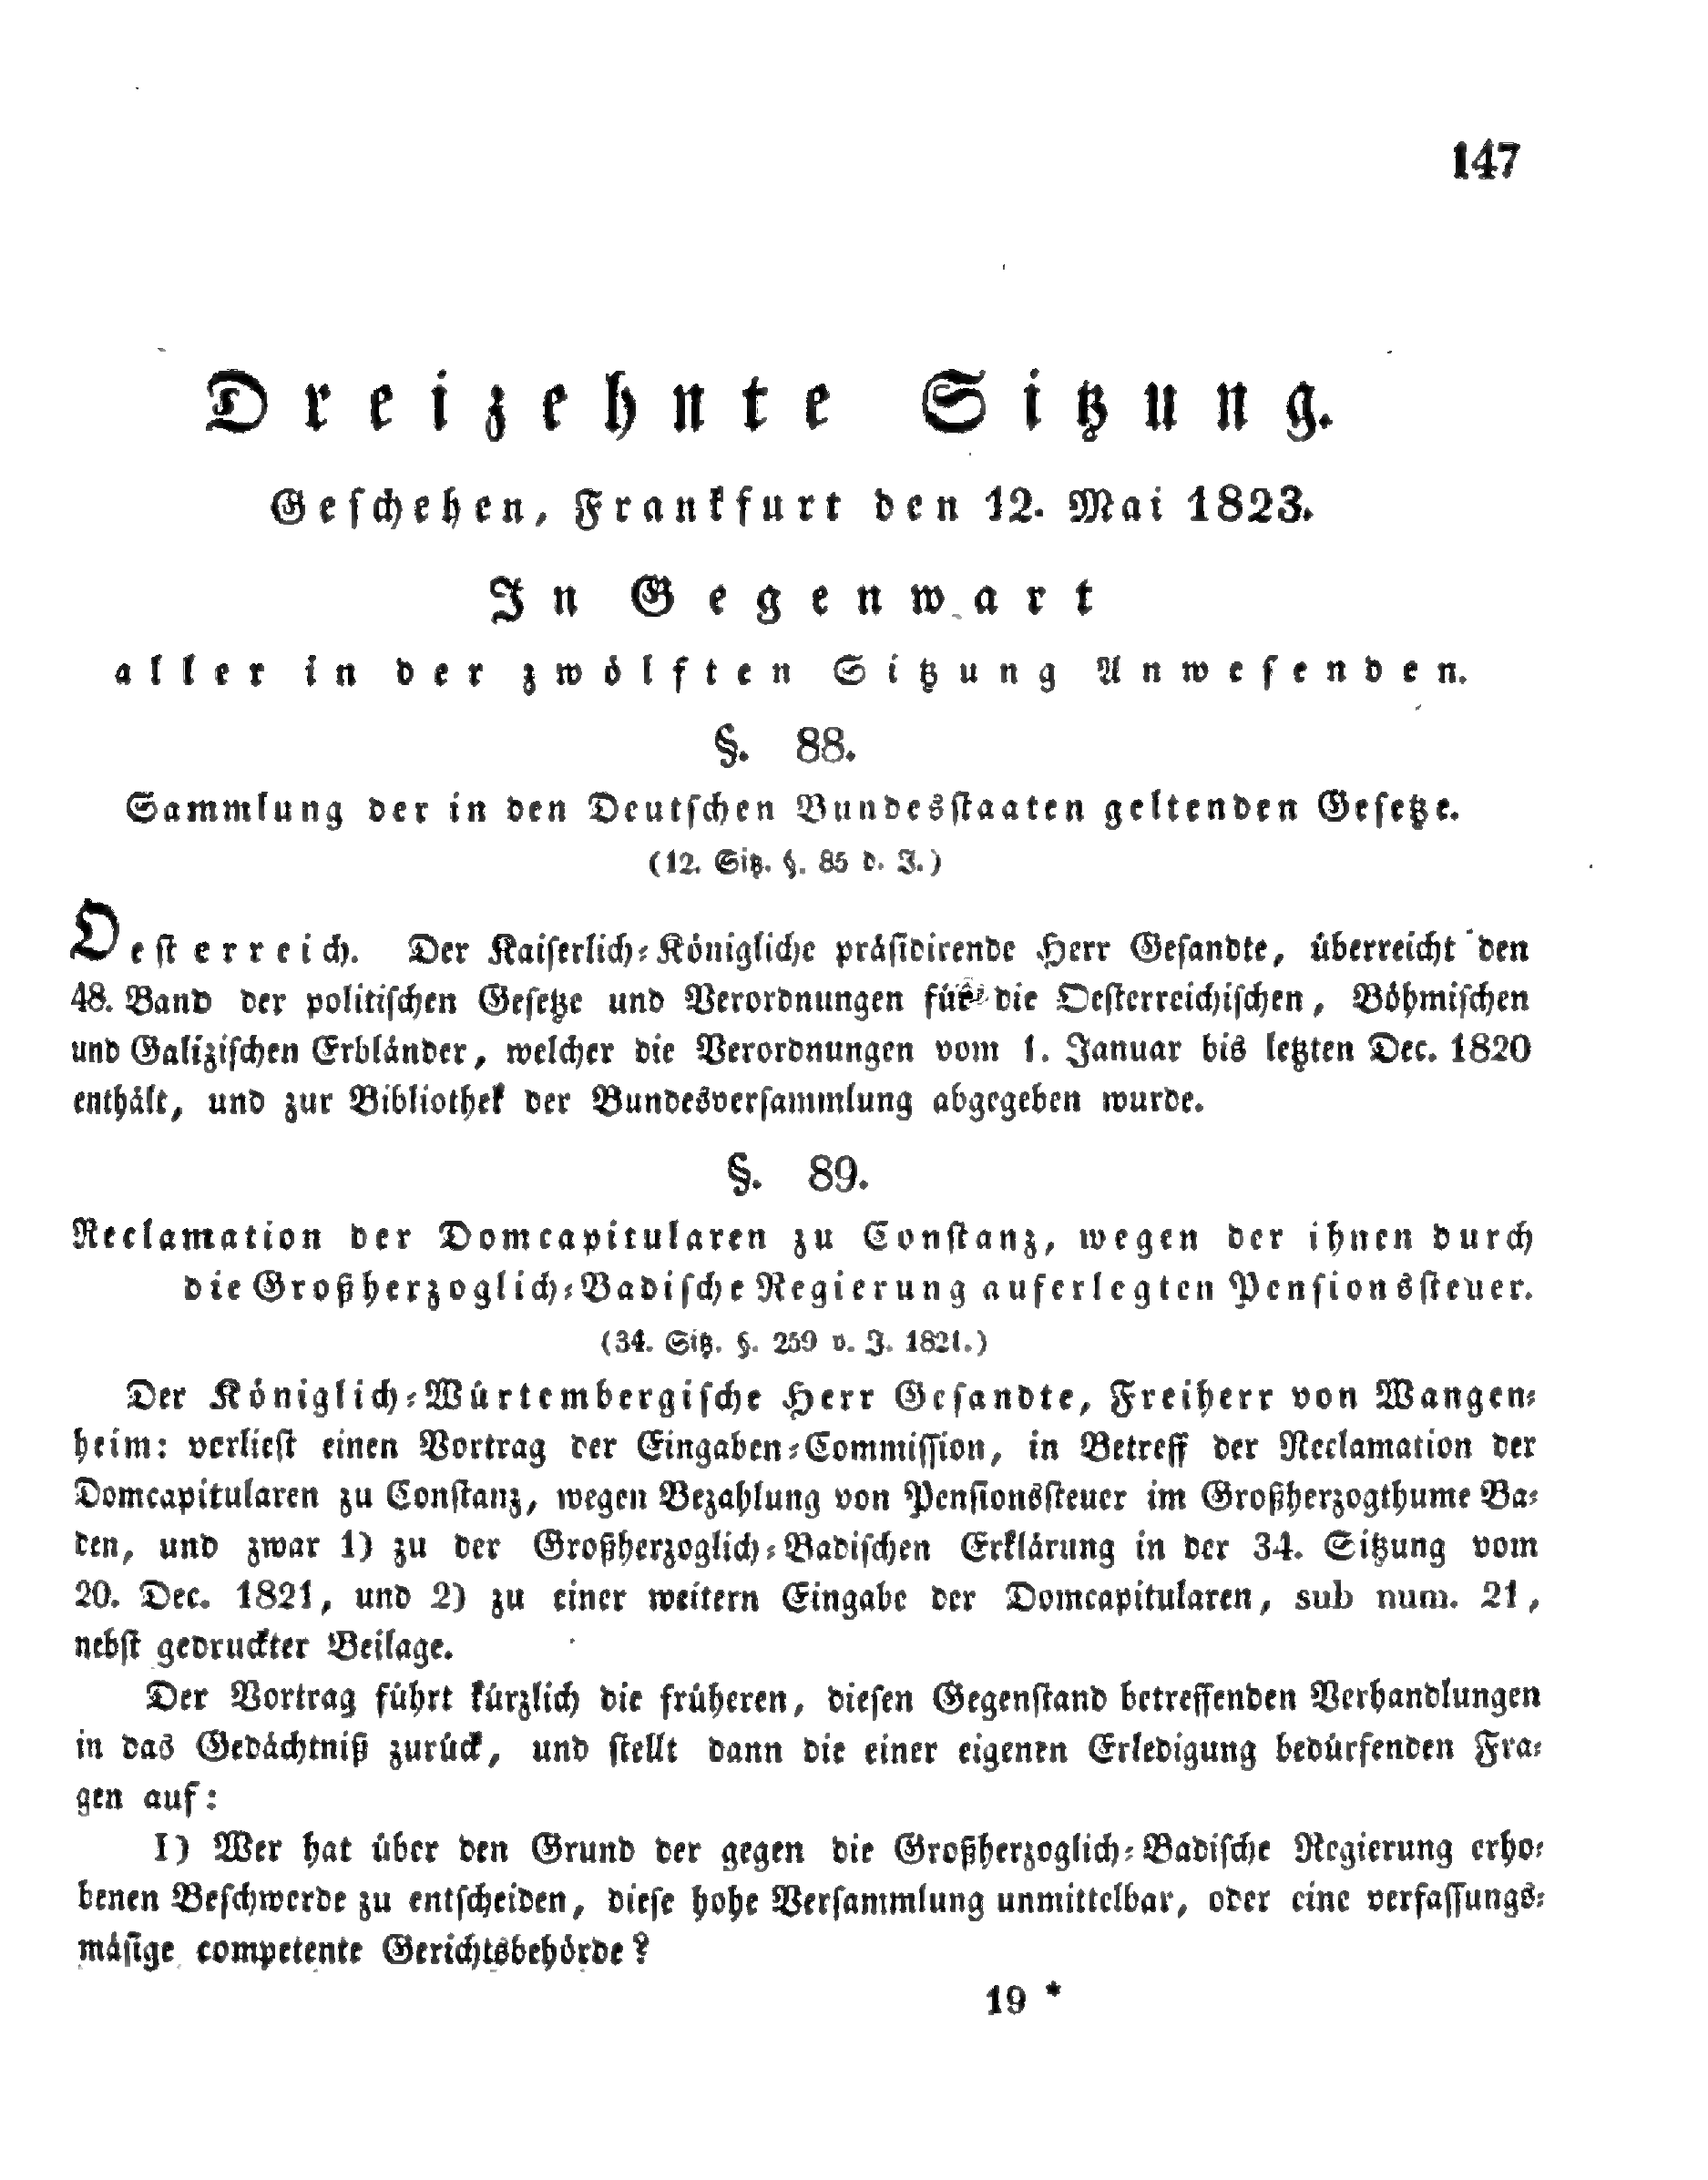 147
Dreizehnte Sitzung.
Geschehen, Frankfurt den 12. Mai 1823.
In Gegenwart
aller in der zwölften Sitzung Anwesenden.
§. 88.
Sammlung der in den Deutschen Bundesstaaten geltenden Gesetze.
(12. Sitz. §. 85 d. J.)
Oesterreich. Der Kaiserlich-Königliche präsidirende Herr Gesandte, überreicht den
48. Band der politischen Gesetze und Verordnungen für die Oesterreichischen, Böhmischen
und Galizischen Erbländer, welcher die Verordnungen vom 1. Januar bis letzten Dec. 1820
enthält, und zur Bibliothek der Bundesversammlung abgegeben wurde.
§. 89.
Reclamation der Domcapitularen zu Constanz, wegen der ihnen durch
die Großherzoglich-Badische Regierung auferlegten Pensionssteuer.
(34. Sitz. §. 259 v. J. 1821.)
Der Königlich-Würtembergische Herr Gesandte, Freiherr von Wangen-
heim: verliest einen Vortrag der Eingaben-Commission, in Betreff der Reclamation der
Domcapitularen zu Constanz, wegen Bezahlung von Pensionssteuer im Großherzogthume Ba-
den, und zwar 1) zu der Großherzoglich-Badischen Erklärung in der 34. Sitzung vom
20. Dec. 1821, und 2) zu einer weitern Eingabe der Domcapitularen, sub num. 21,
nebst gedruckter Beilage.
Der Vortrag führt kürzlich die früheren, diesen Gegenstand betreffenden Verhandlungen
in das Gedächtniß zurück, und stellt dann die einer eigenen Erledigung bedürfenden Fra-
gen auf:
I) Wer hat über den Grund der gegen die Großherzoglich-Badische Regierung erho-
benen Beschwerde zu entscheiden, diese hohe Versammlung unmittelbar, oder eine verfassungs-
mäsige competente Gerichtsbehörde?
19 *